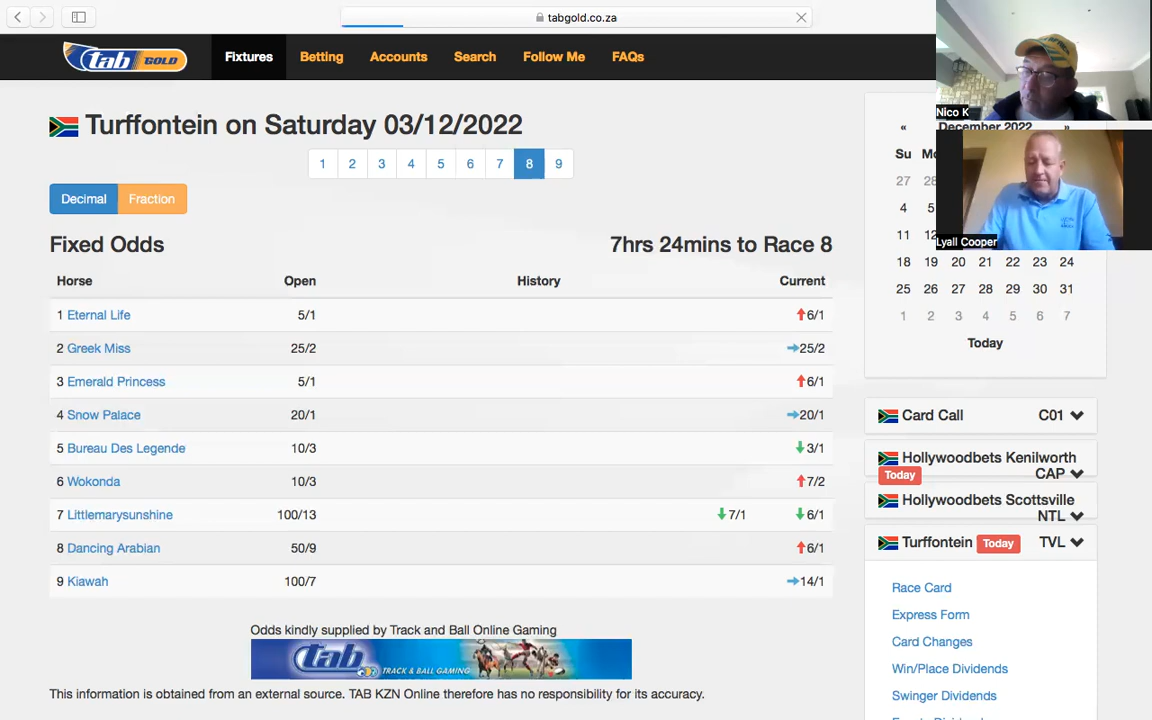 tabgold.co.za
tab GOLD
Fixtures Betting Accounts Search Follow Me FAQs
Nico K
Lyall Cooper
Turffontein on Saturday 03/12/2022
1 2 3 4 5 6 7 8 9
Decimal Fraction
Fixed Odds 7hrs 24mins to Race 8
Horse Open History Current
1 Eternal Life 5/1 6/1
2 Greek Miss 25/2 25/2
3 Emerald Princess 5/1 6/1
4 Snow Palace 20/1 20/1
5 Bureau Des Legende 10/3 3/1
6 Wokonda 10/3 7/2
7 Littlemarysunshine 100/13 7/1 6/1
8 Dancing Arabian 50/9 6/1
9 Kiawah 100/7 14/1
Odds kindly supplied by Track and Ball Online Gaming
tab TRACK & BALL GAMING
This information is obtained from an external source. TAB KZN Online therefore has no responsibility for its accuracy.
« December 2022 »
Su
27 28
4 5
11 12
18 19 20 21 22 23 24
25 26 27 28 29 30 31
1 2 3 4 5 6 7
Today
Card Call C01
Hollywoodbets Kenilworth
Today CAP
Hollywoodbets Scottsville
NTL
Turffontein Today TVL
Race Card
Express Form
Card Changes
Win/Place Dividends
Swinger Dividends